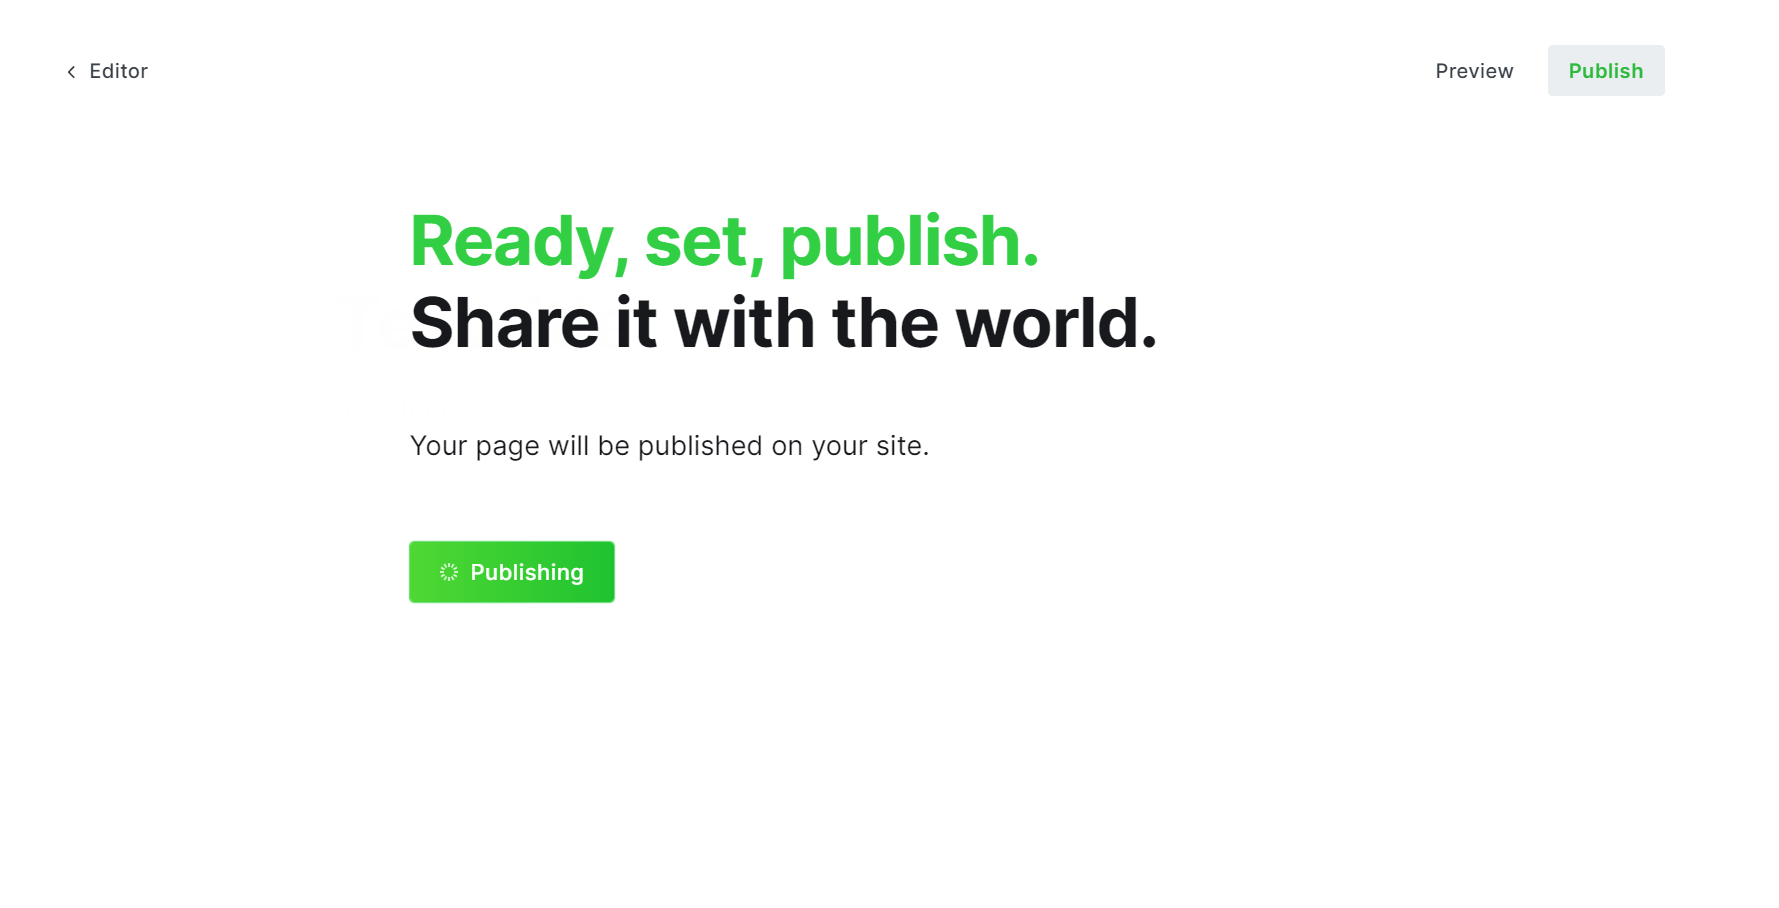 Editor
Preview
Publish
Ready, set, publish.
Share it with the world.
Your page will be published on your site.
Publishing